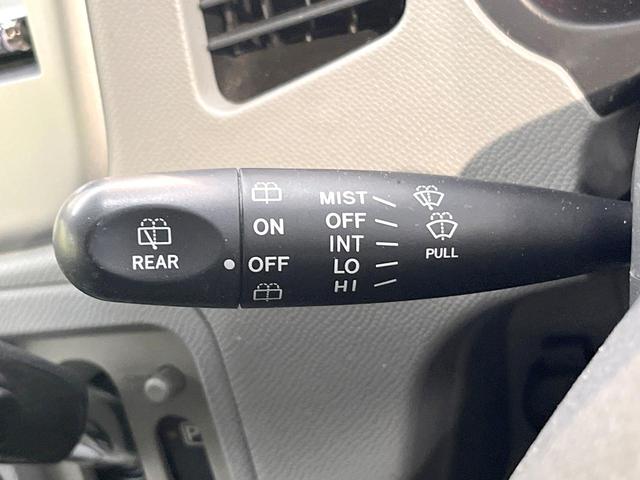 REAR
ON
OFF
MIST
OFF
INT
LO
HI
PULL
P